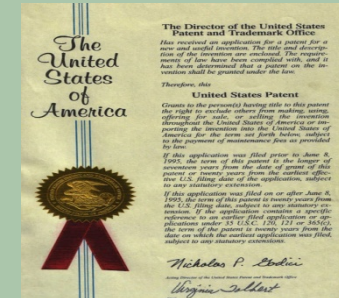 The
United
States
of
America
The Director of the United States
Patent and Trademark Office
Has received an application for a patent for a
new and useful invention. The title and descrip-
tion of the invention are enclosed. The require-
ments of law have been complied with, and it
has been determined that a patent on the in-
vention shall be granted under the law.
Therefore, this
United States Patent
Grants to the person(s) having title to this patent
the right to exclude others from making, using,
offering for sale, or selling the invention
throughout the United States of America or im-
porting the invention into the United States of
America for the term set forth below, subject
to the payment of maintenance fees as provided
by law.
If this application was filed prior to June 8,
1995, the term of this patent is the longer of
seventeen years from the date of grant of this
patent or twenty years from the earliest effec-
tive U.S. filing date of the application, subject
to any statutory extension.
If this application was filed on or after June 8,
1995, the term of this patent is twenty years from
the U.S. filing date, subject to any statutory ex-
tension. If the application contains a specific
reference to an earlier filed application or ap-
plications under 35 U.S.C. 120, 121 or 365(c),
the term of the patent is twenty years from the
date on which the earliest application was filed,
subject to any statutory extensions.
Nicholas P. Godici
Acting Director of the United States Patent and Trademark Office